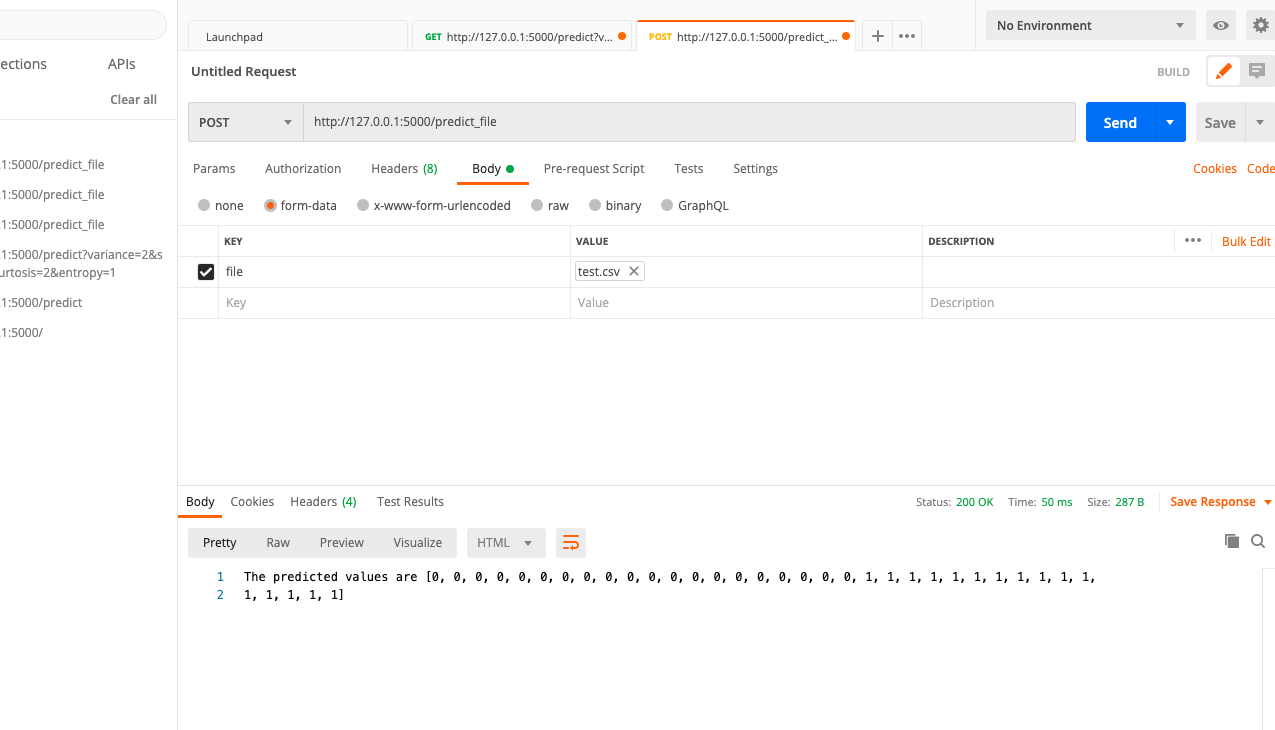 Launchpad
GET http://127.0.0.1:5000/predict?v...
POST http://127.0.0.1:5000/predict_...
No Environment
ections
APIs
Clear all
Untitled Request
BUILD
POST
http://127.0.0.1:5000/predict_file
Send
Save
Params
Authorization
Headers (8)
Body
Pre-request Script
Tests
Settings
Cookies
Code
none
form-data
x-www-form-urlencoded
raw
binary
GraphQL
KEY
VALUE
DESCRIPTION
Bulk Edit
file
test.csv
Key
Value
Description
.1:5000/predict_file
.1:5000/predict_file
.1:5000/predict_file
.1:5000/predict?variance=2&s
urtosis=2&entropy=1
.1:5000/predict
.1:5000/
Body
Cookies
Headers (4)
Test Results
Status: 200 OK
Time: 50 ms
Size: 287 B
Save Response
Pretty
Raw
Preview
Visualize
HTML
1 The predicted values are [0, 0, 0, 0, 0, 0, 0, 0, 0, 0, 0, 0, 0, 0, 0, 0, 0, 0, 0, 0, 1, 1, 1, 1, 1, 1, 1, 1, 1, 1, 1,
2 1, 1, 1, 1, 1]